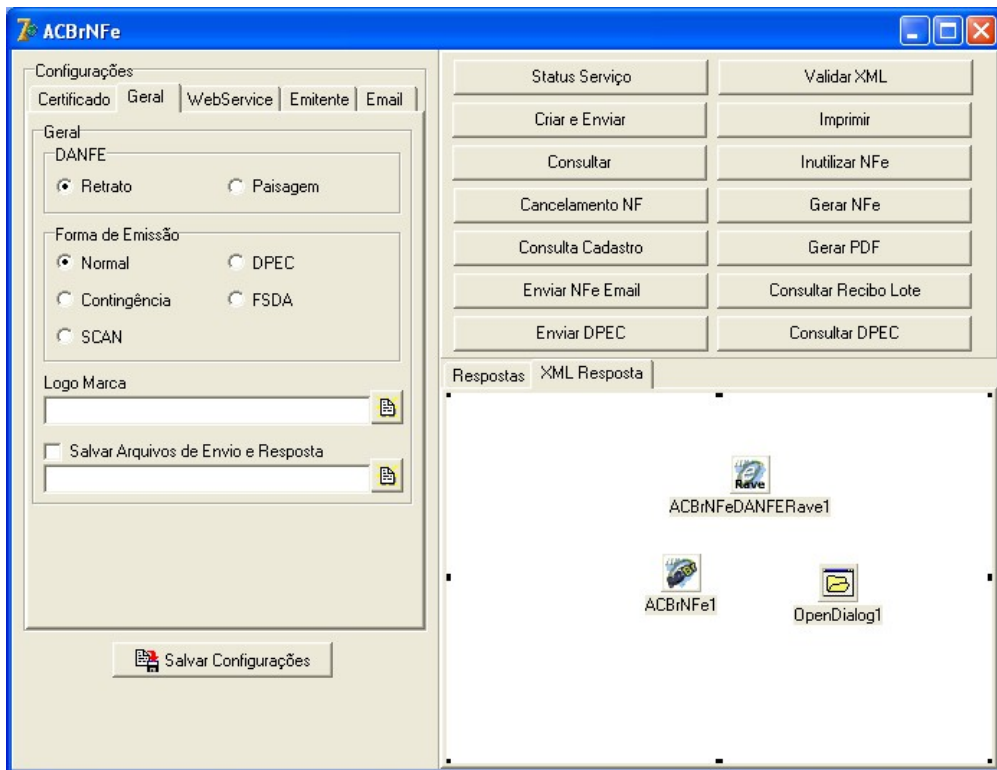 ACBrNFe
Configurações
Certificado Geral WebService Emitente Email
Geral
DANFE
Retrato Paisagem
Forma de Emissão
Normal DPEC
Contingência FSDA
SCAN
Logo Marca
Salvar Arquivos de Envio e Resposta
Salvar Configurações
Status Serviço Validar XML
Criar e Enviar Imprimir
Consultar Inutilizar NFe
Cancelamento NF Gerar NFe
Consulta Cadastro Gerar PDF
Enviar NFe Email Consultar Recibo Lote
Enviar DPEC Consultar DPEC
Respostas XML Resposta
Rave
ACBrNFeDANFERave1
ACBrNFe1
OpenDialog1